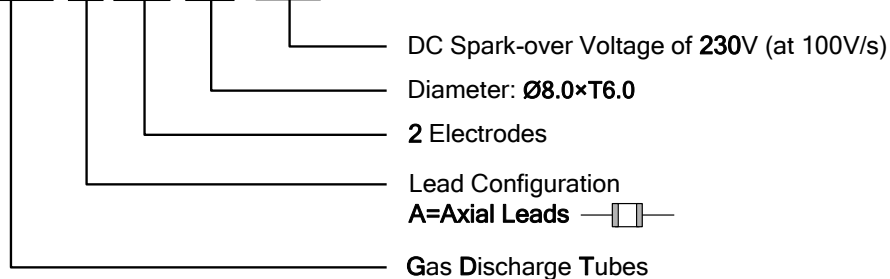 DC Spark-over Voltage of 230V (at 100V/s)
Diameter: Ø8.0×T6.0
2 Electrodes
Lead Configuration
A=Axial Leads
Gas Discharge Tubes